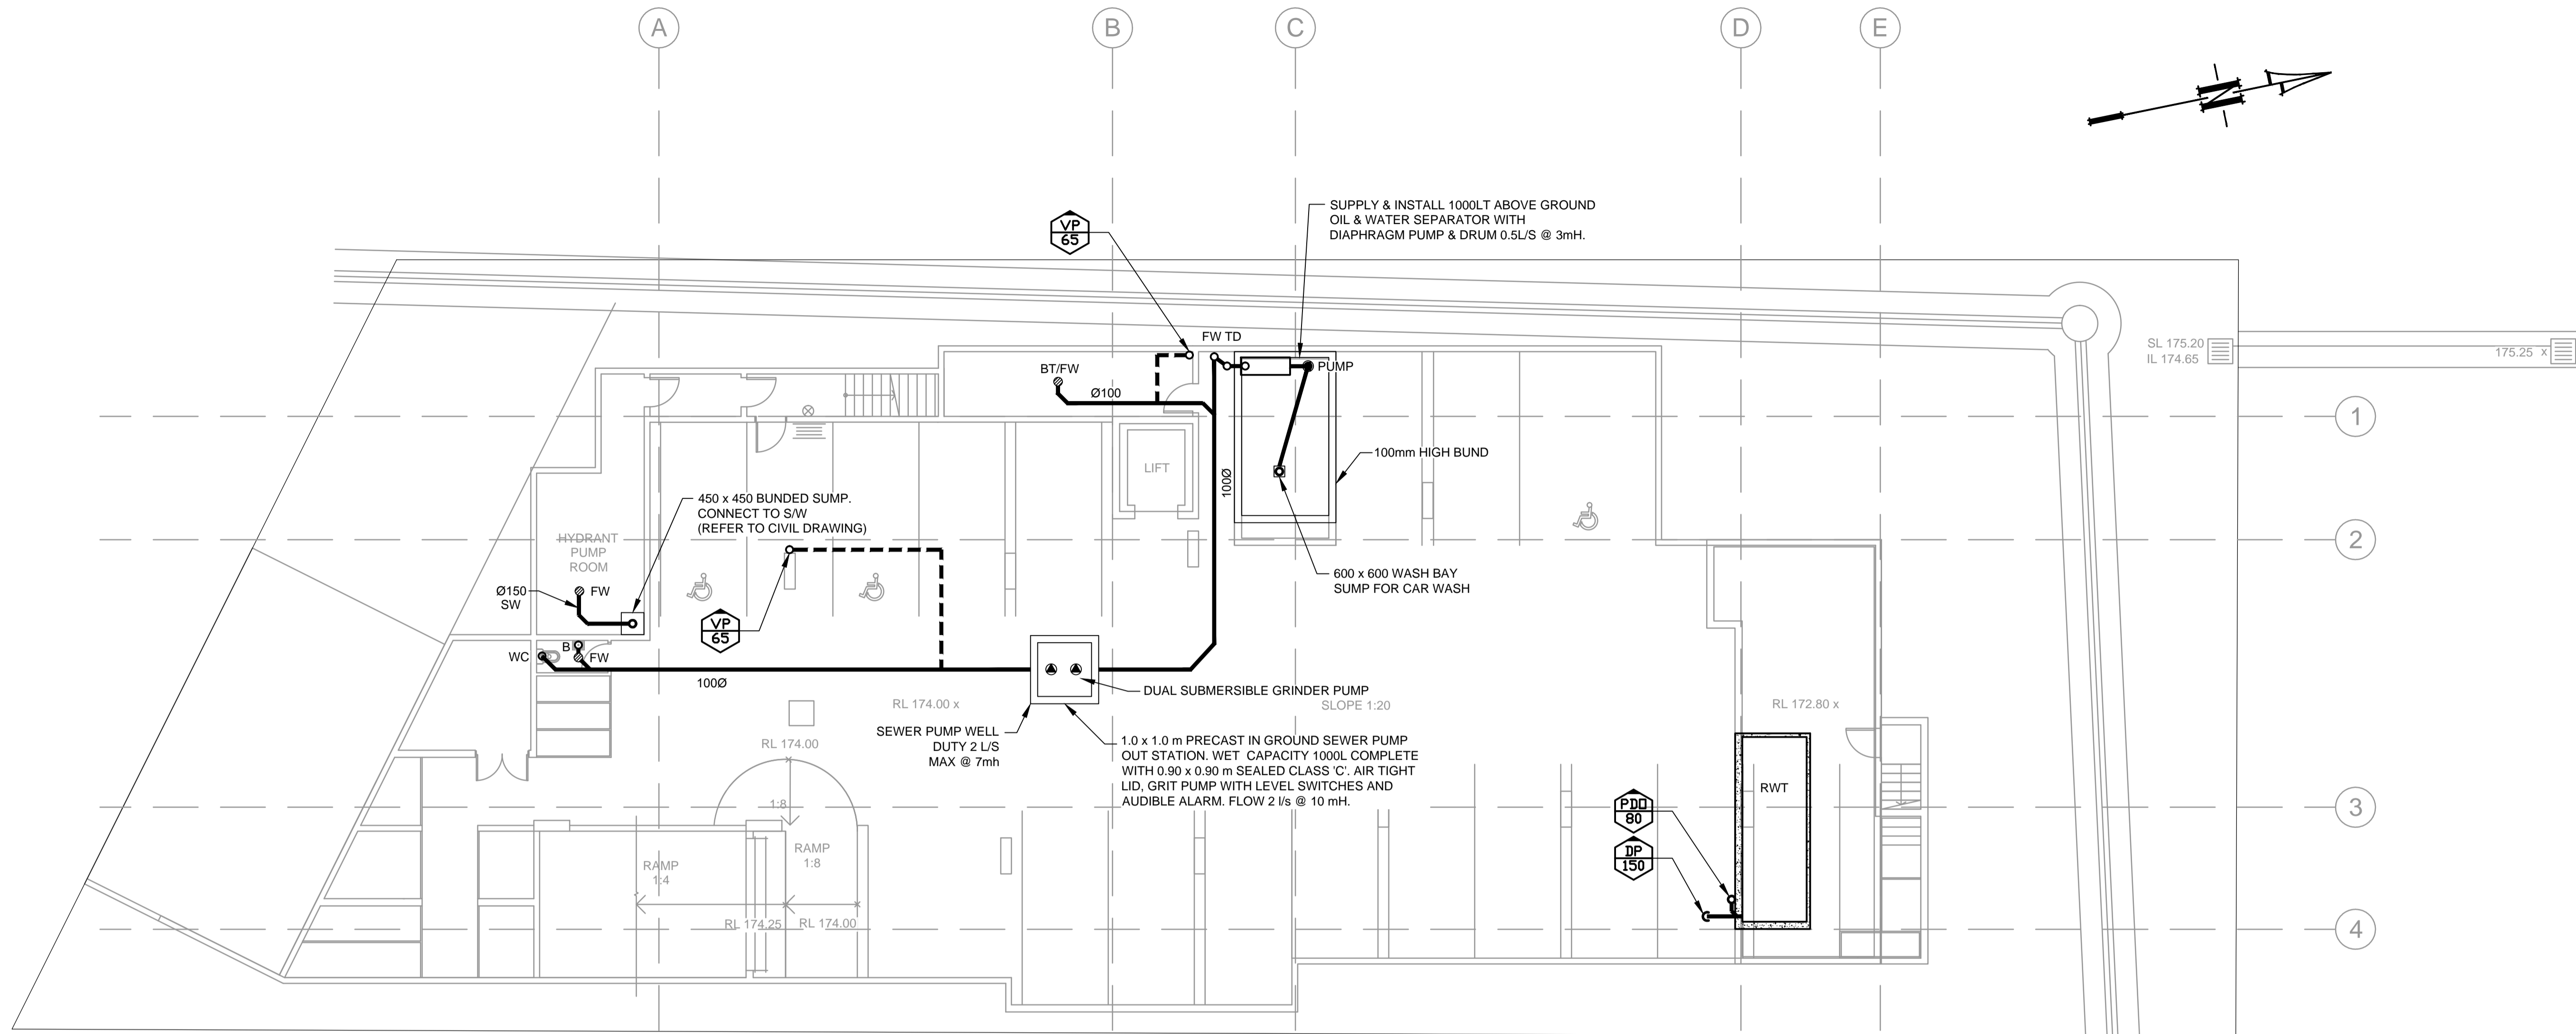 A
B
C
D
E
N
SUPPLY & INSTALL 1000LT ABOVE GROUND
OIL & WATER SEPARATOR WITH
DIAPHRAGM PUMP & DRUM 0.5L/S @ 3mH.
VP
65
FW TD
SL 175.20
IL 174.65
175.25 x
BT/FW
PUMP
Ø100
1
LIFT
100mm HIGH BUND
100Ø
450 x 450 BUNDED SUMP.
CONNECT TO S/W
(REFER TO CIVIL DRAWING)
HYDRANT
PUMP
ROOM
2
600 x 600 WASH BAY
SUMP FOR CAR WASH
Ø150
SW
FW
VP
65
B
WC
FW
100Ø
DUAL SUBMERSIBLE GRINDER PUMP
RL 174.00 x
SLOPE 1:20
RL 172.80 x
SEWER PUMP WELL
DUTY 2 L/S
MAX @ 7mh
1.0 x 1.0 m PRECAST IN GROUND SEWER PUMP
OUT STATION. WET CAPACITY 1000L COMPLETE
WITH 0.90 x 0.90 m SEALED CLASS 'C'. AIR TIGHT
LID, GRIT PUMP WITH LEVEL SWITCHES AND
AUDIBLE ALARM. FLOW 2 l/s @ 10 mH.
RL 174.00
1:8
RWT
PDO
80
3
DP
150
RAMP
1:8
RAMP
1:4
RL 174.25
RL 174.00
4